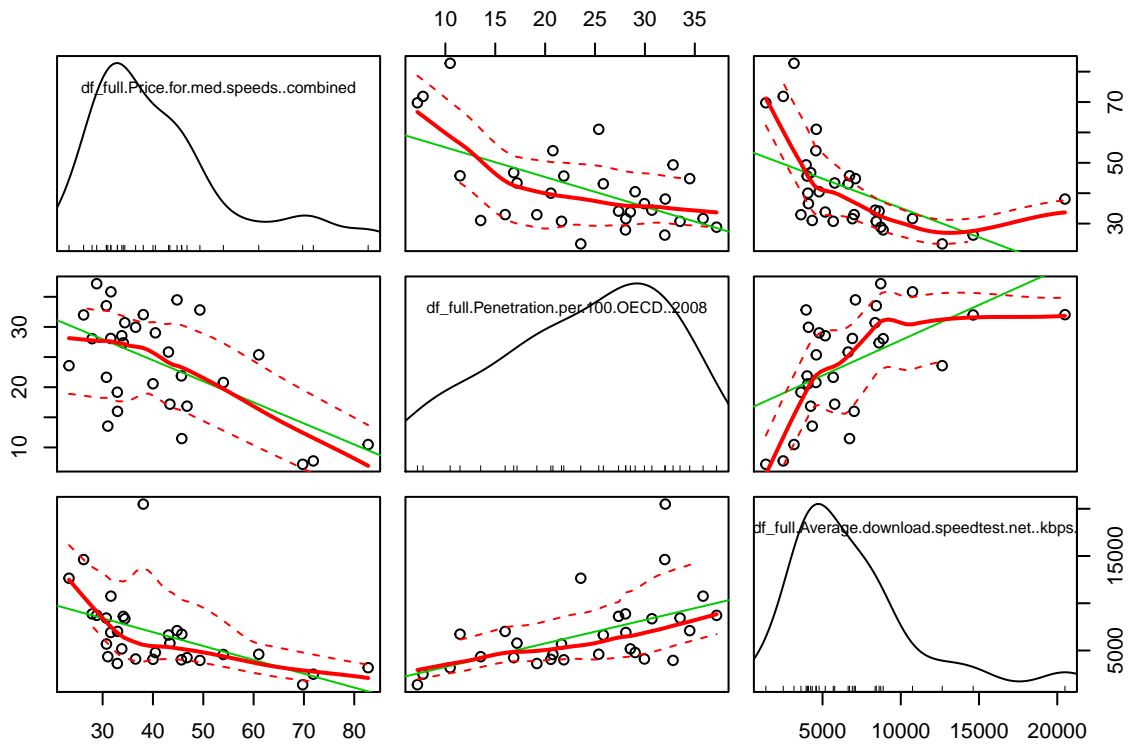 10 15 20 25 30 35
df_full.Price.for.med.speeds..combined
30 50 70
df_full.Penetration.per.100.OECD..2008
10 20 30
df_full.Average.download.speedtest.net..kbps.
5000 15000
30 40 50 60 70 80
5000 10000 15000 20000